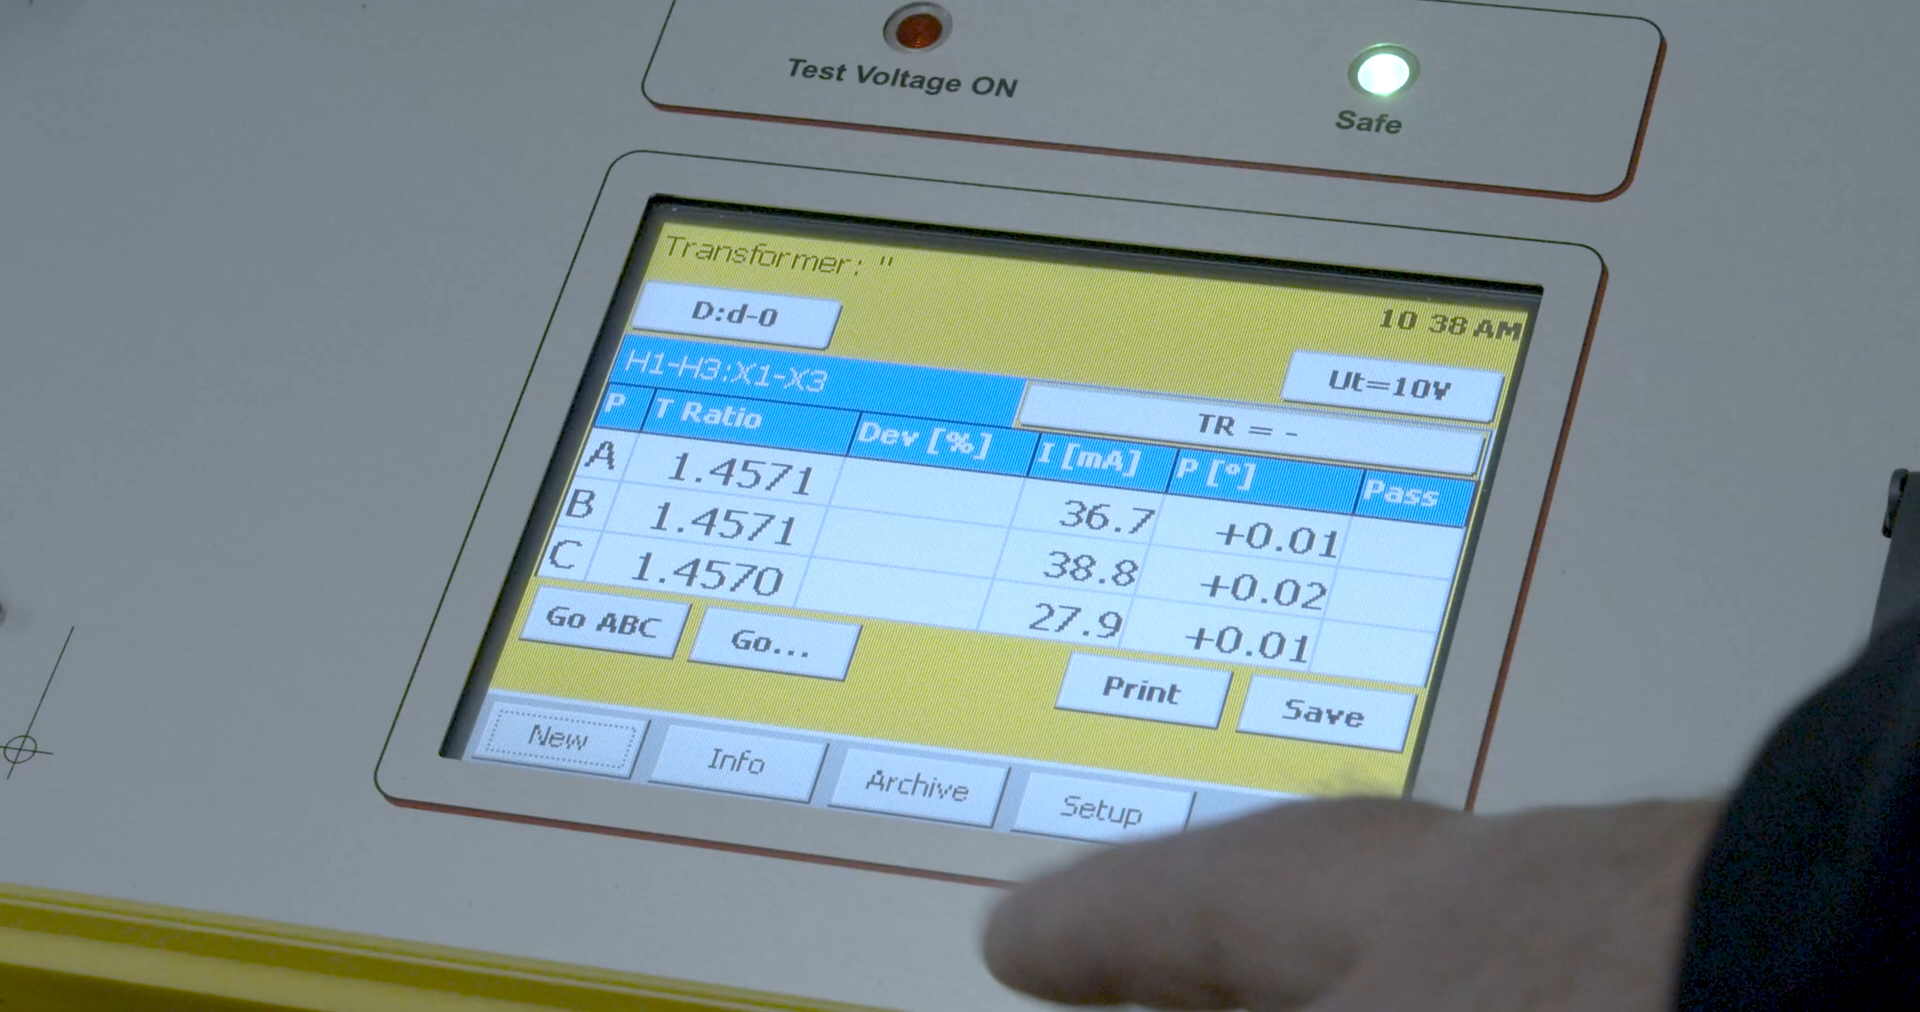 Test Voltage ON
Safe
Transformer: "
10 38 AM
D:d-0
Ut=10V
H1-H3:X1-X3
TR = -
P T Ratio Dev [%] I [mA] P [°] Pass
A 1.4571 36.7 +0.01
B 1.4571 38.8 +0.02
C 1.4570 27.9 +0.01
Go ABC Go... Print Save
New Info Archive Setup